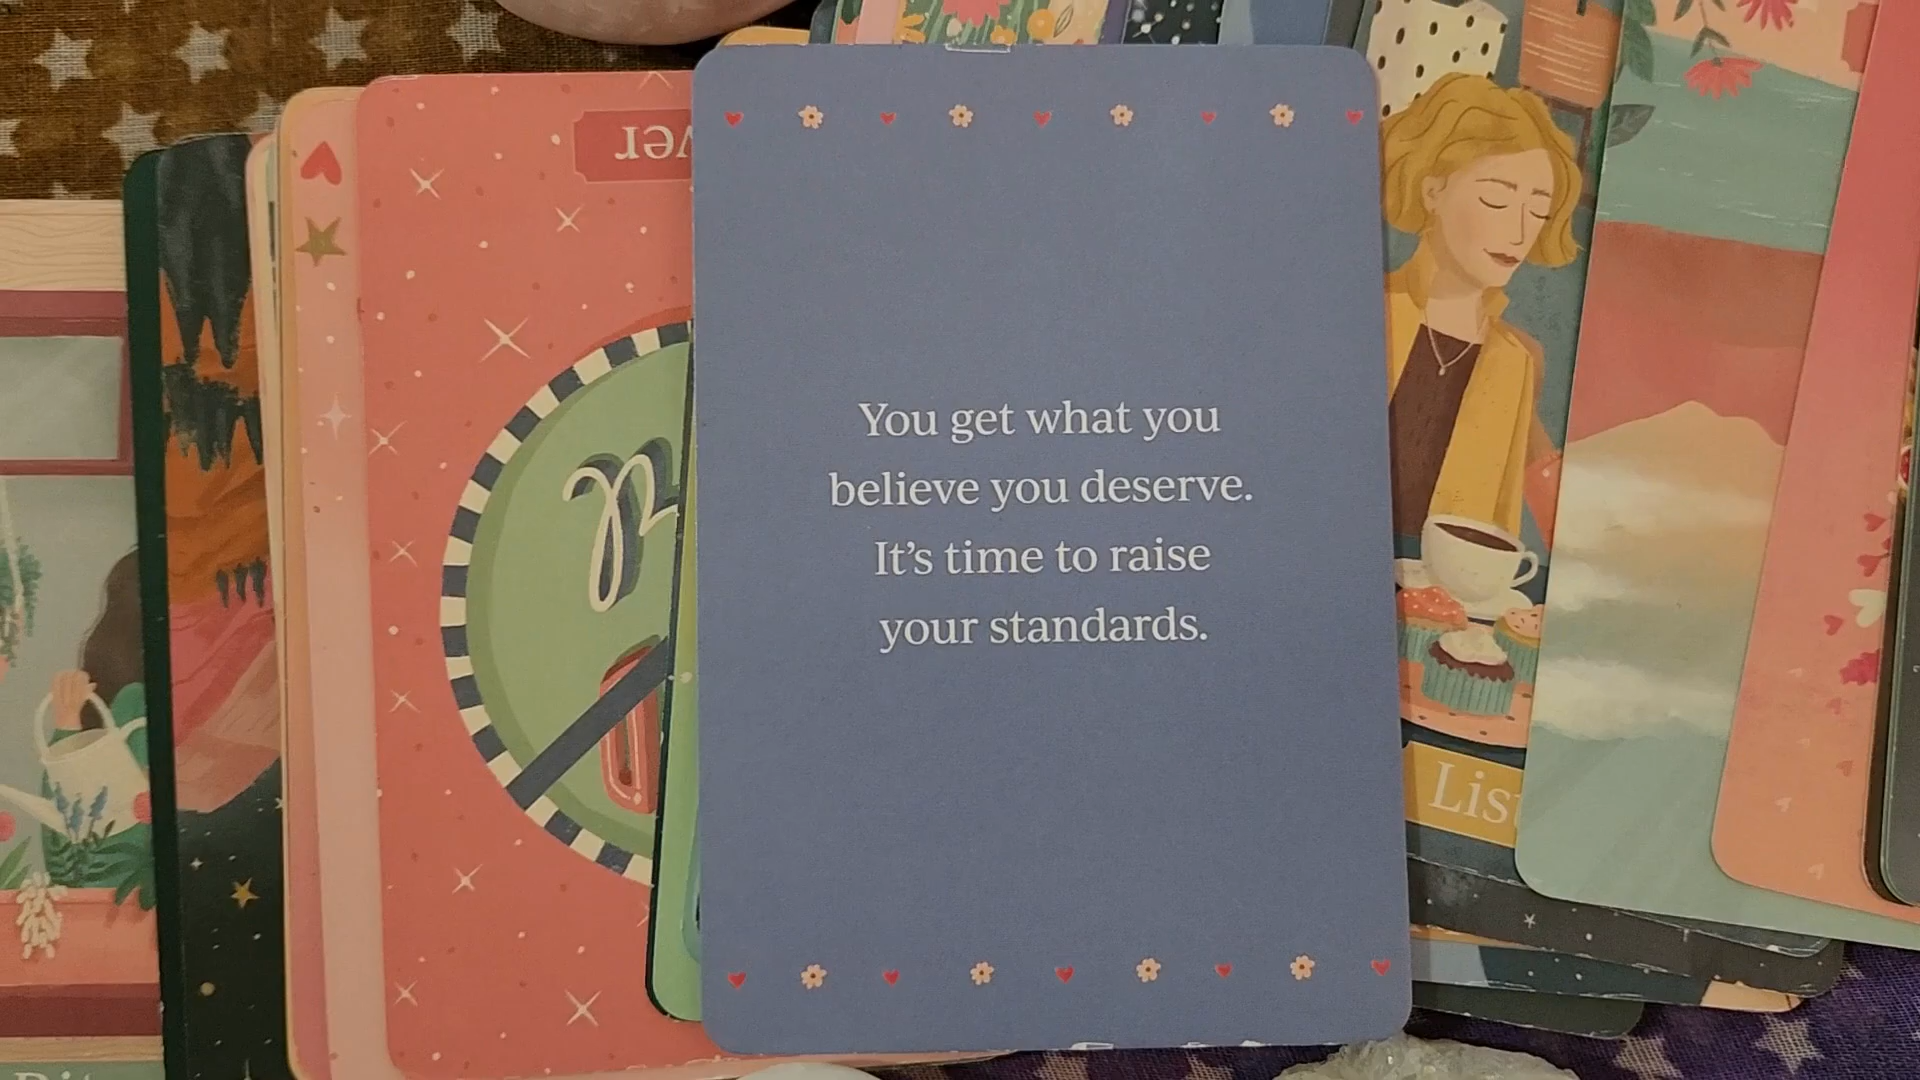 You get what you
believe you deserve.
It's time to raise
your standards.